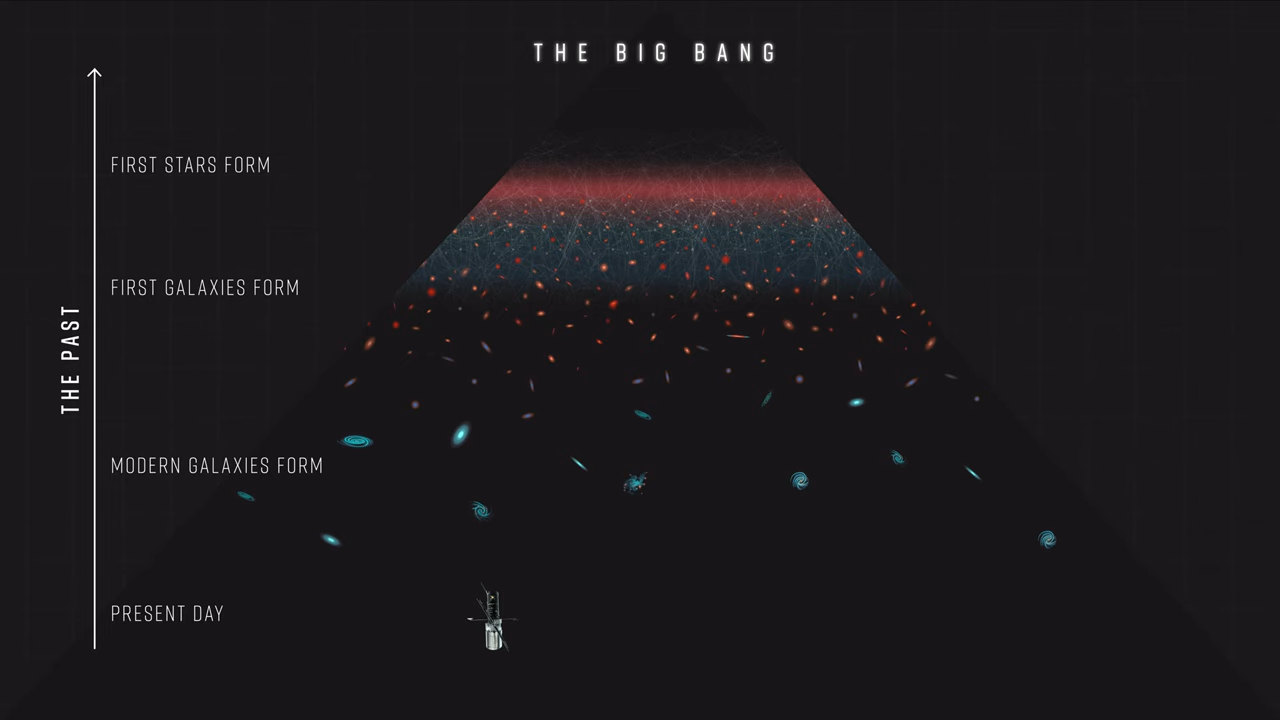 THE BIG BANG
FIRST STARS FORM
FIRST GALAXIES FORM
THE PAST
MODERN GALAXIES FORM
PRESENT DAY